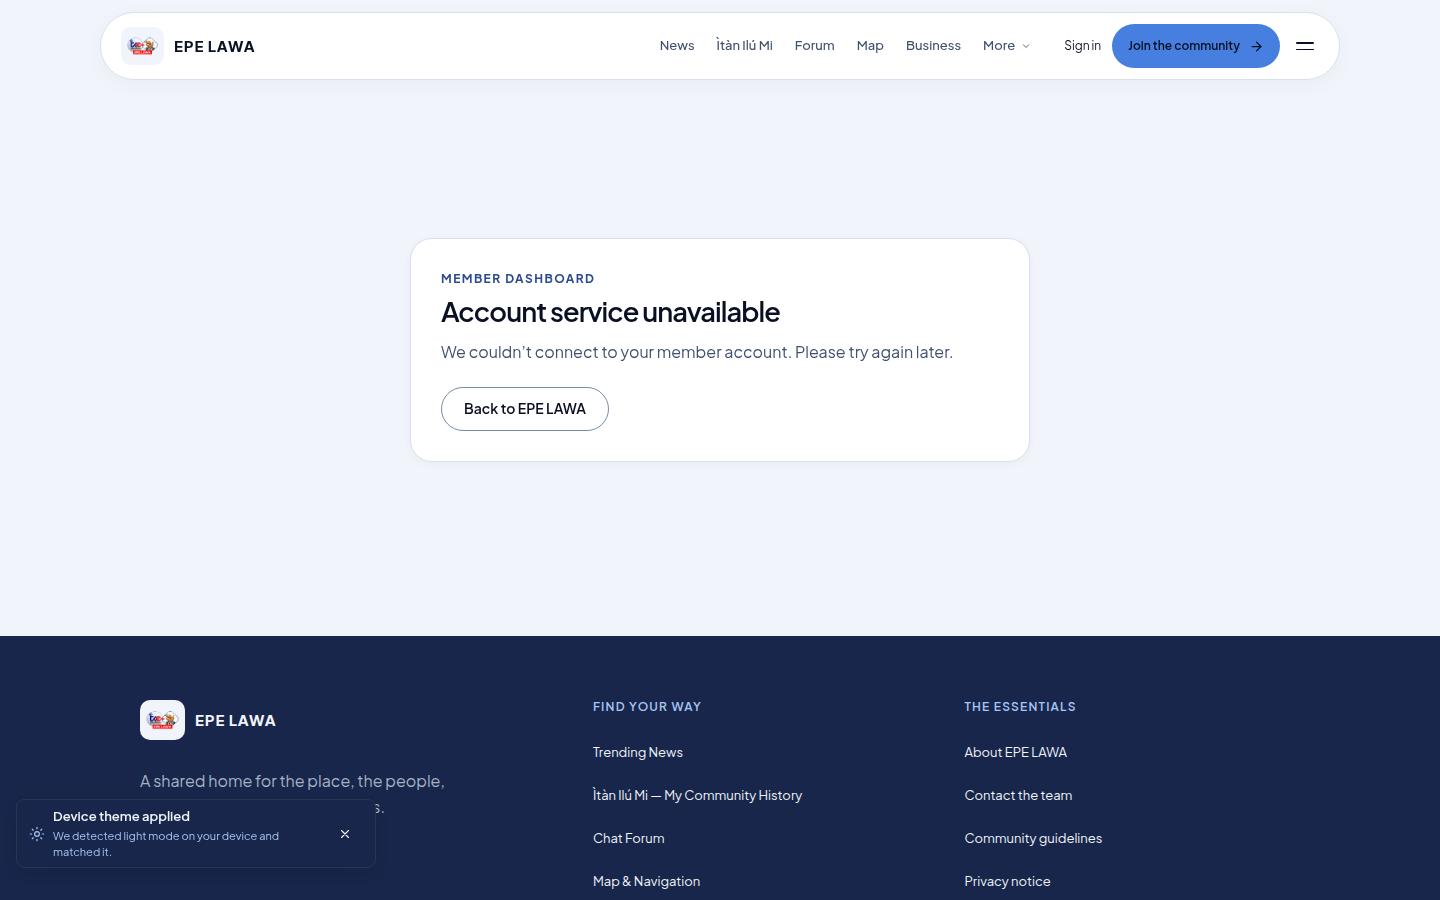 EPE LAWA
News
Ìtàn Ilú Mi
Forum
Map
Business
More
Sign in
Join the community
MEMBER DASHBOARD
Account service unavailable
We couldn't connect to your member account. Please try again later.
Back to EPE LAWA
EPE LAWA
A shared home for the place, the people,
s.
FIND YOUR WAY
Trending News
Ìtàn Ilú Mi — My Community History
Chat Forum
Map & Navigation
THE ESSENTIALS
About EPE LAWA
Contact the team
Community guidelines
Privacy notice
Device theme applied
We detected light mode on your device and
matched it.